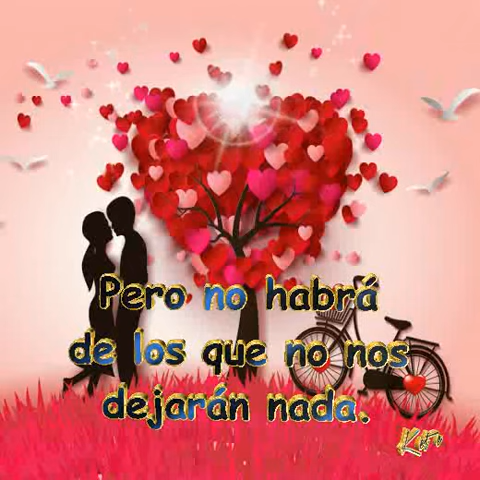 Pero no habrá
de los que no nos
dejarán nada.